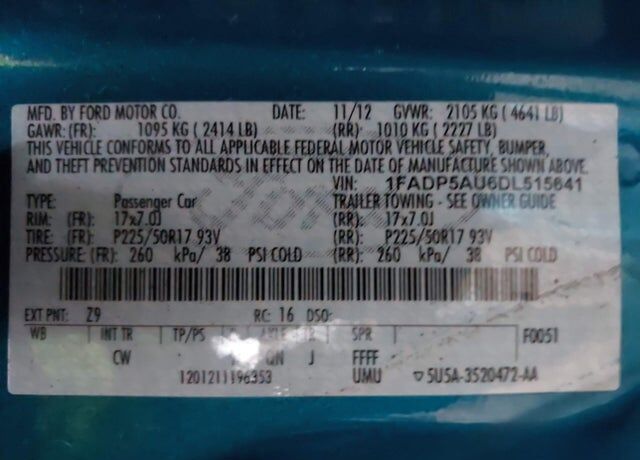 MFD. BY FORD MOTOR CO. DATE: 11/12 GVWR: 2105 KG ( 4641 LB)
GAWR: (FR): 1095 KG ( 2414 LB) (RR): 1010 KG ( 2227 LB)
THIS VEHICLE CONFORMS TO ALL APPLICABLE FEDERAL MOTOR VEHICLE SAFETY, BUMPER,
AND THEFT PREVENTION STANDARDS IN EFFECT ON THE DATE OF MANUFACTURE SHOWN ABOVE.
VIN: 1FADP5AU6DL515641
TYPE: Passenger Car TRAILER TOWING - SEE OWNER GUIDE
RIM: (FR): 17x7.0J (RR): 17x7.0J
TIRE: (FR): P225/50R17 93V (RR): P225/50R17 93V
PRESSURE: (FR): 260 kPa/ 38 PSI COLD (RR): 260 kPa/ 38 PSI COLD
EXT PNT: Z9 RC: 16 DSO:
WB INT TR TP/PS R AXLE TR SPR F0051
CW QN J FFFF
1201211196353 UMU 5U5A-3520472-AA